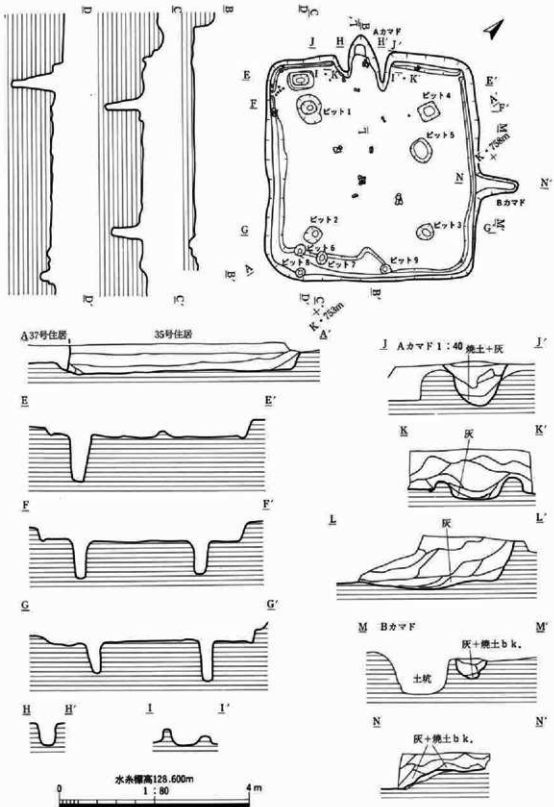 D C B
D C B H H' Aカマド
J H J'
E I K I' K' E'
F ピット1 ピット4 F'
ピット5 M
K・758m
×
N N'
Bカマド
G ピット2 ピット3 G' M'
ピット6
ピット8 ピット7 ピット9
D' C' B' D' C' B'
K・753m
×
A 37号住居 35号住居 A'
J Aカマド 1:40 焼土+灰 J'
E E'
K 灰 K'
F F'
L 灰 L'
G G'
M Bカマド M'
灰+焼土bk.
土坑
H H' I I'
N N'
灰+焼土bk.
水糸標高128.600m
0 1:80 4m